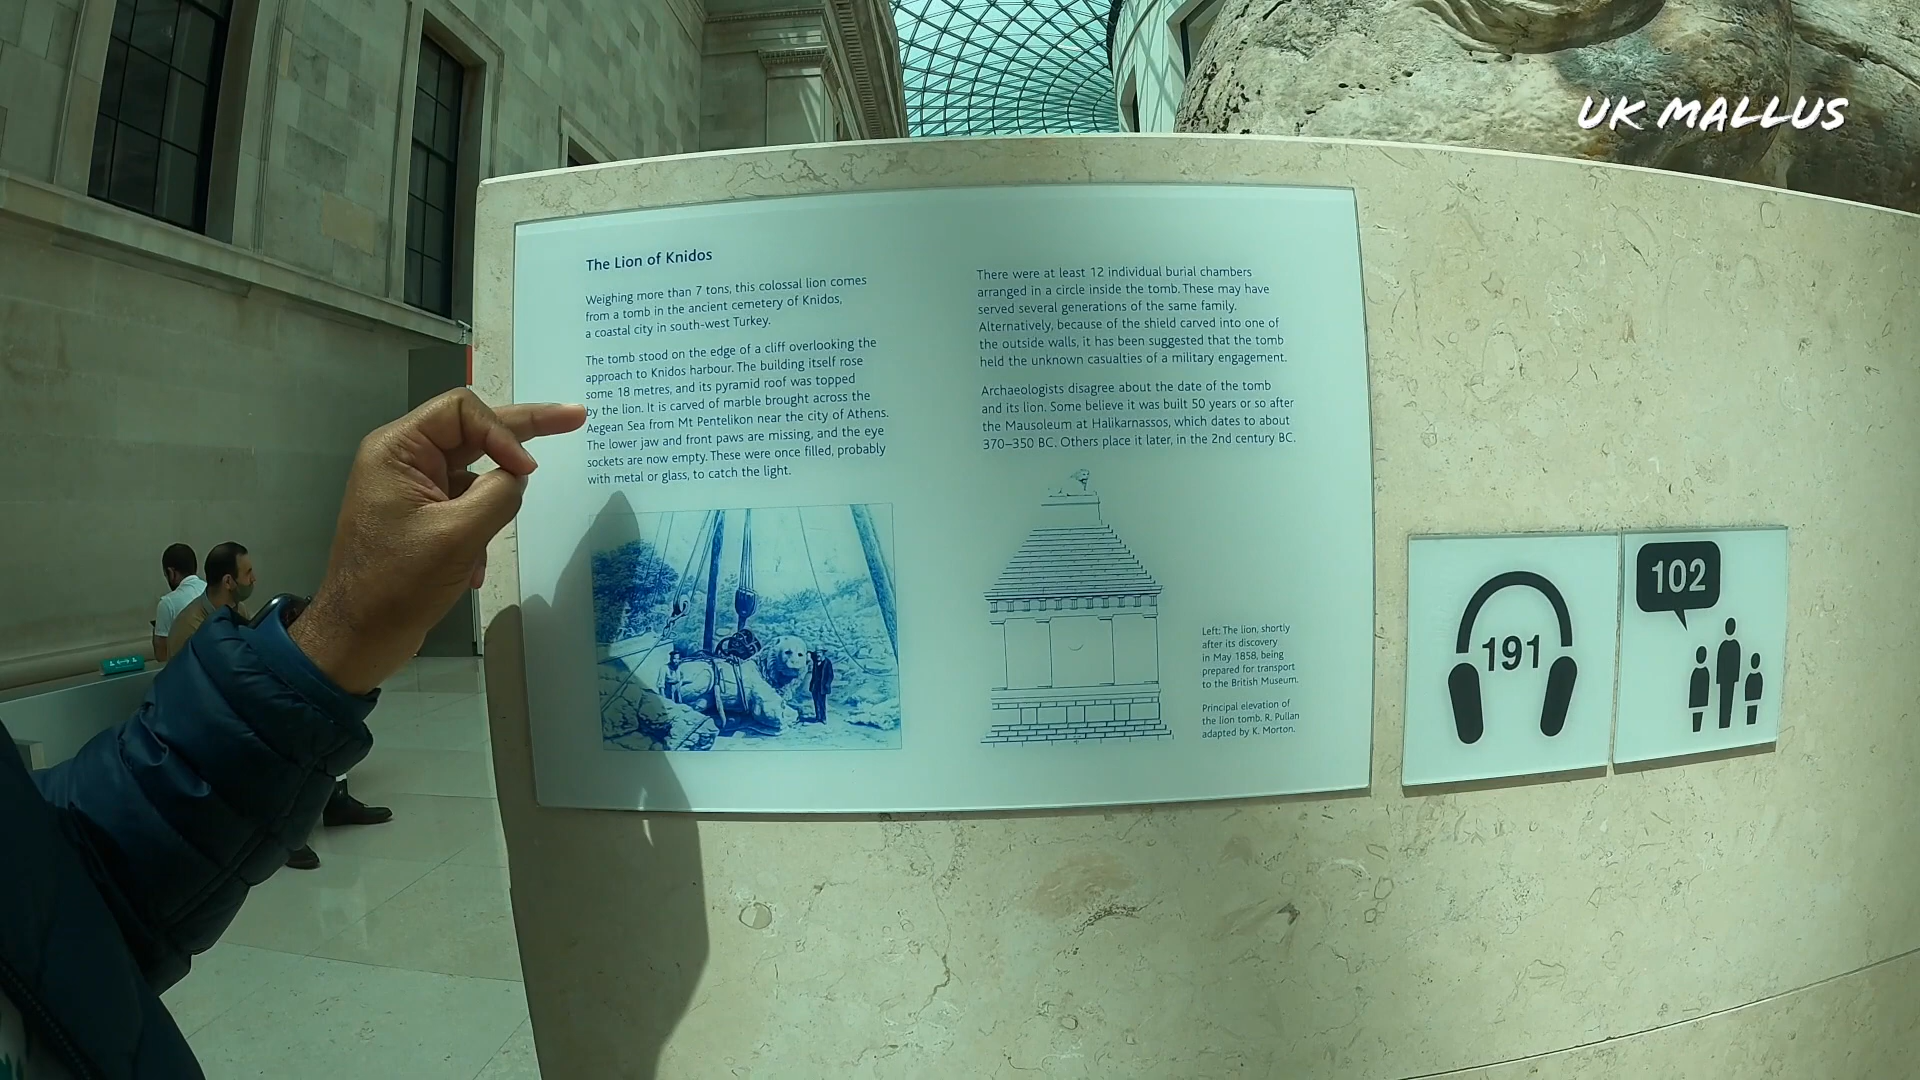 UK MALLUS
The Lion of Knidos
Weighing more than 7 tons, this colossal lion comes
from a tomb in the ancient cemetery of Knidos,
a coastal city in south-west Turkey.
The tomb stood on the edge of a cliff overlooking the
approach to Knidos harbour. The building itself rose
some 18 metres, and its pyramid roof was topped
by the lion. It is carved of marble brought across the
Aegean Sea from Mt Pentelikon near the city of Athens.
The lower jaw and front paws are missing, and the eye
sockets are now empty. These were once filled, probably
with metal or glass, to catch the light.
There were at least 12 individual burial chambers
arranged in a circle inside the tomb. These may have
served several generations of the same family.
Alternatively, because of the shield carved into one of
the outside walls, it has been suggested that the tomb
held the unknown casualties of a military engagement.
Archaeologists disagree about the date of the tomb
and its lion. Some believe it was built 50 years or so after
the Mausoleum at Halikarnassos, which dates to about
370–350 BC. Others place it later, in the 2nd century BC.
Left: The lion, shortly
after its discovery
in May 1858, being
prepared for transport
to the British Museum.
Principal elevation of
the lion tomb. R. Pullan
adapted by K. Morton.
191
102